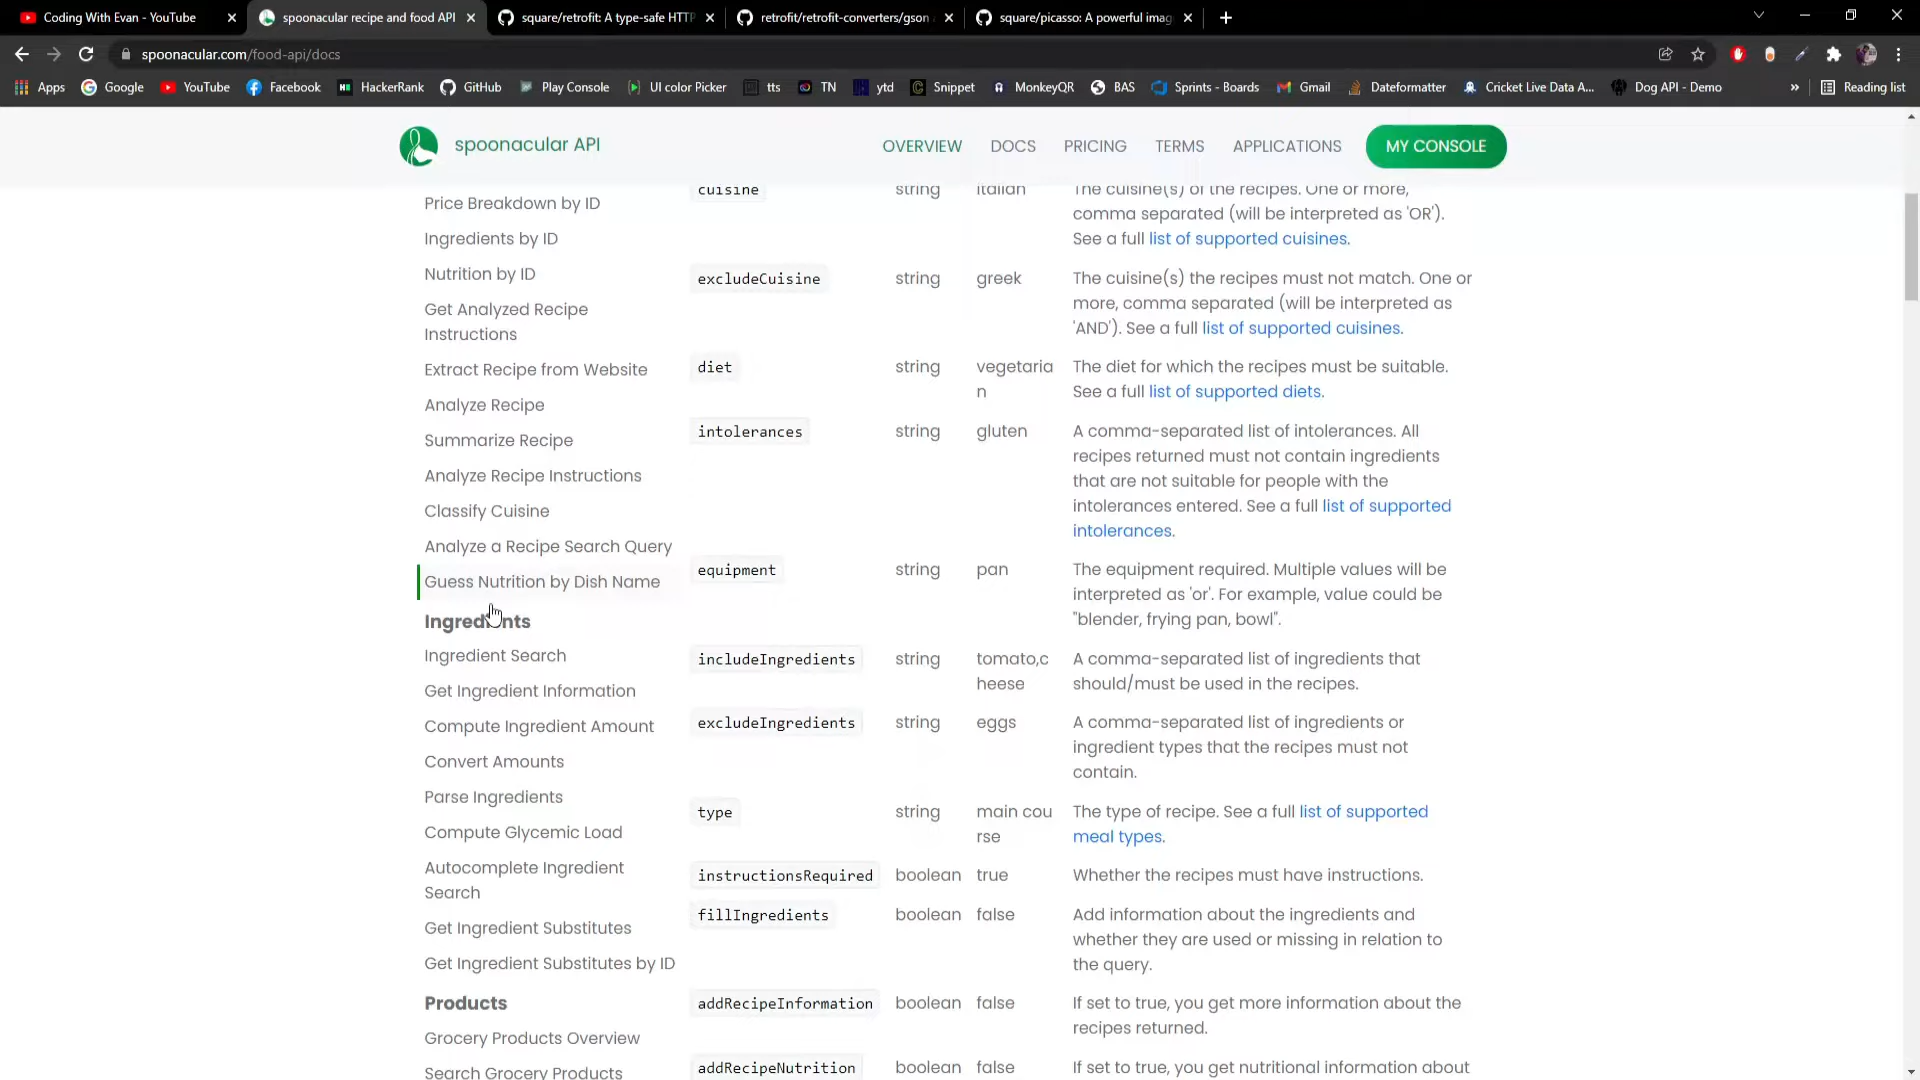 Coding With Evan - YouTube
spoonacular recipe and food API
square/retrofit: A type-safe HTTP
retrofit/retrofit-converters/gson
square/picasso: A powerful imag
spoonacular.com/food-api/docs
Apps
Google
YouTube
Facebook
HackerRank
GitHub
Play Console
UI color Picker
tts
TN
ytd
Snippet
MonkeyQR
BAS
Sprints - Boards
Gmail
Dateformatter
Cricket Live Data A...
Dog API - Demo
»
Reading list
spoonacular API
OVERVIEW
DOCS
PRICING
TERMS
APPLICATIONS
MY CONSOLE
Price Breakdown by ID
Ingredients by ID
Nutrition by ID
Get Analyzed Recipe
Instructions
Extract Recipe from Website
Analyze Recipe
Summarize Recipe
Analyze Recipe Instructions
Classify Cuisine
Analyze a Recipe Search Query
Guess Nutrition by Dish Name
Ingredients
Ingredient Search
Get Ingredient Information
Compute Ingredient Amount
Convert Amounts
Parse Ingredients
Compute Glycemic Load
Autocomplete Ingredient
Search
Get Ingredient Substitutes
Get Ingredient Substitutes by ID
Products
Grocery Products Overview
Search Grocery Products
cuisine string italian The cuisine(s) of the recipes. One or more,
comma separated (will be interpreted as 'OR').
See a full list of supported cuisines.
excludeCuisine string greek The cuisine(s) the recipes must not match. One or
more, comma separated (will be interpreted as
'AND'). See a full list of supported cuisines.
diet string vegetaria The diet for which the recipes must be suitable.
n See a full list of supported diets.
intolerances string gluten A comma-separated list of intolerances. All
recipes returned must not contain ingredients
that are not suitable for people with the
intolerances entered. See a full list of supported
intolerances.
equipment string pan The equipment required. Multiple values will be
interpreted as 'or'. For example, value could be
"blender, frying pan, bowl".
includeIngredients string tomato,c A comma-separated list of ingredients that
heese should/must be used in the recipes.
excludeIngredients string eggs A comma-separated list of ingredients or
ingredient types that the recipes must not
contain.
type string main cou The type of recipe. See a full list of supported
rse meal types.
instructionsRequired boolean true Whether the recipes must have instructions.
fillIngredients boolean false Add information about the ingredients and
whether they are used or missing in relation to
the query.
addRecipeInformation boolean false If set to true, you get more information about the
recipes returned.
addRecipeNutrition boolean false If set to true, you get nutritional information about